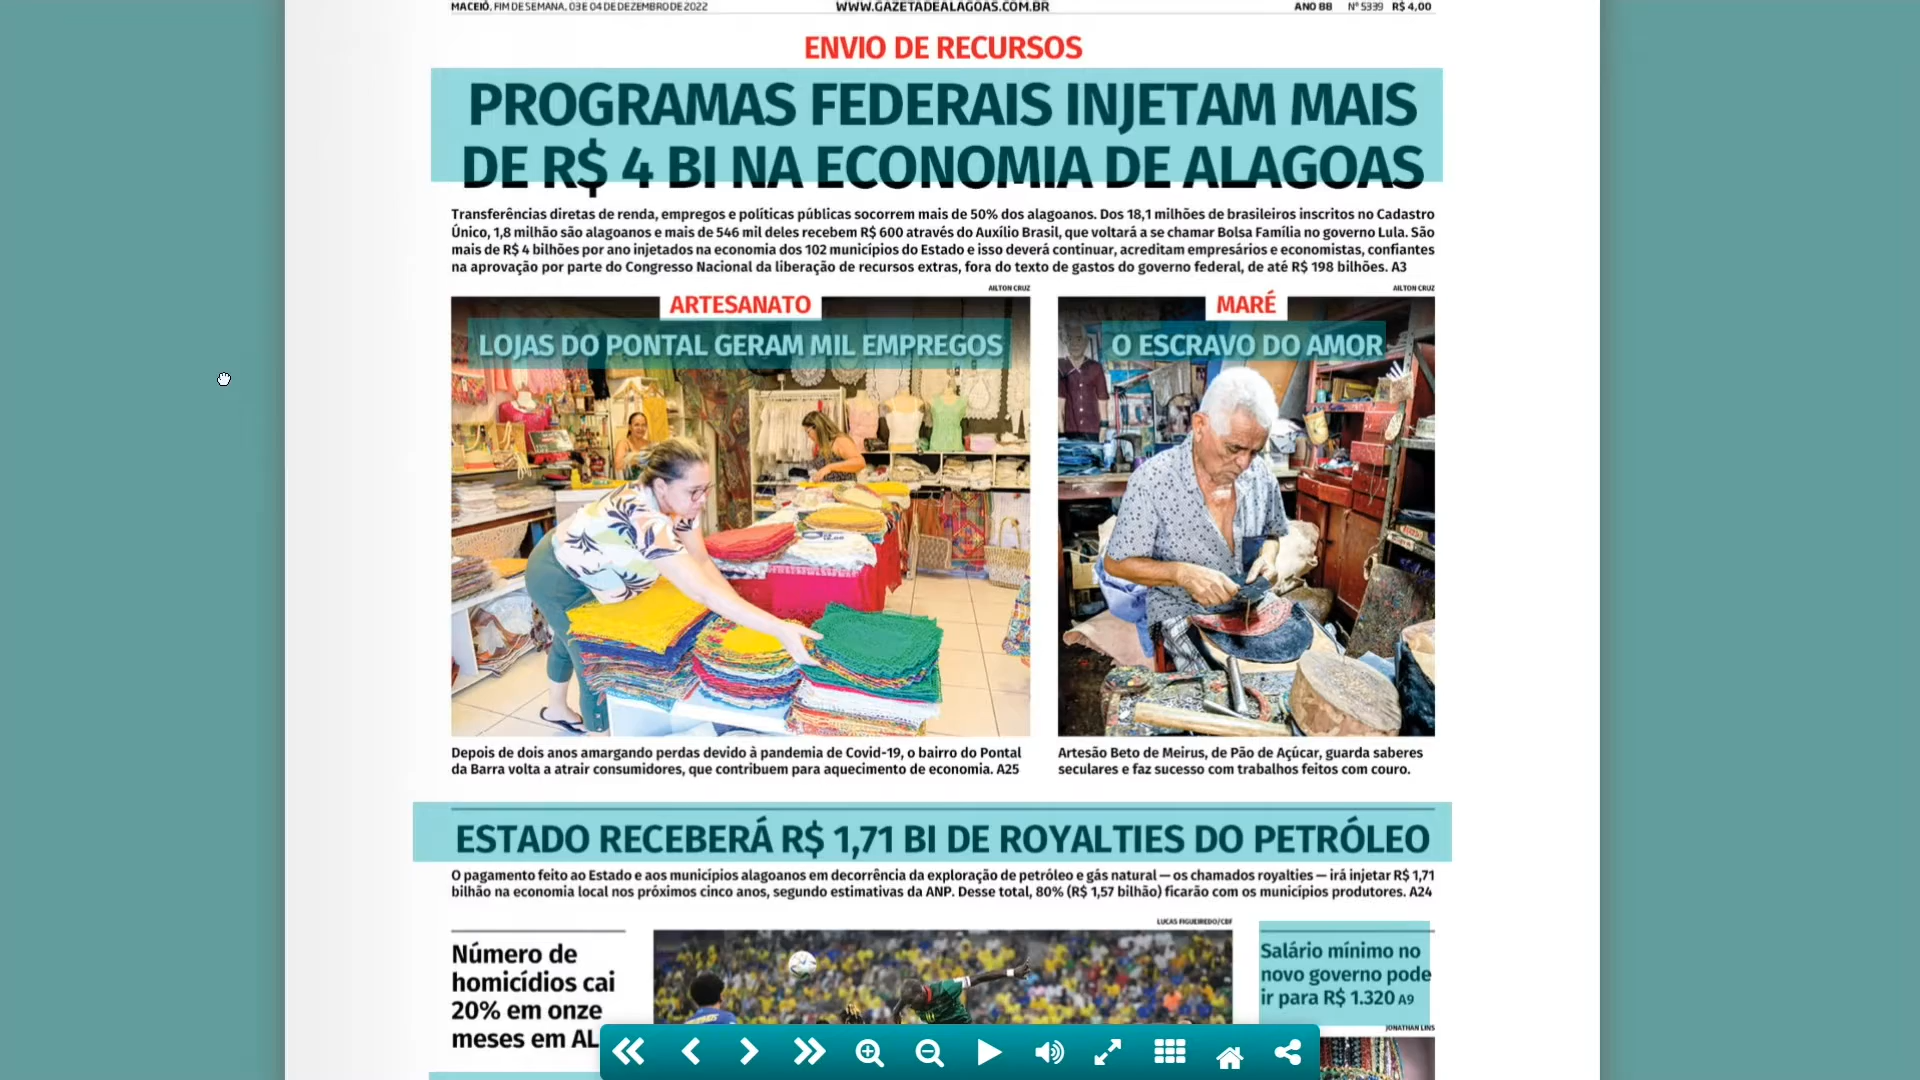 MACEIÓ, FIM DE SEMANA, 03 E 04 DE DEZEMBRO DE 2022 WWW.GAZETADEALAGOAS.COM.BR ANO 88 Nº 5339 R$ 4,00
ENVIO DE RECURSOS
PROGRAMAS FEDERAIS INJETAM MAIS
DE R$ 4 BI NA ECONOMIA DE ALAGOAS
Transferências diretas de renda, empregos e políticas públicas socorrem mais de 50% dos alagoanos. Dos 18,1 milhões de brasileiros inscritos no Cadastro
Único, 1,8 milhão são alagoanos e mais de 546 mil deles recebem R$ 600 através do Auxílio Brasil, que voltará a se chamar Bolsa Família no governo Lula. São
mais de R$ 4 bilhões por ano injetados na economia dos 102 municípios do Estado e isso deverá continuar, acreditam empresários e economistas, confiantes
na aprovação por parte do Congresso Nacional da liberação de recursos extras, fora do texto de gastos do governo federal, de até R$ 198 bilhões. A3
AILTON CRUZ
ARTESANATO
LOJAS DO PONTAL GERAM MIL EMPREGOS
Depois de dois anos amargando perdas devido à pandemia de Covid-19, o bairro do Pontal
da Barra volta a atrair consumidores, que contribuem para aquecimento de economia. A25
AILTON CRUZ
MARÉ
O ESCRAVO DO AMOR
Artesão Beto de Meirus, de Pão de Açúcar, guarda saberes
seculares e faz sucesso com trabalhos feitos com couro.
ESTADO RECEBERÁ R$ 1,71 BI DE ROYALTIES DO PETRÓLEO
O pagamento feito ao Estado e aos municípios alagoanos em decorrência da exploração de petróleo e gás natural — os chamados royalties — irá injetar R$ 1,71
bilhão na economia local nos próximos cinco anos, segundo estimativas da ANP. Desse total, 80% (R$ 1,57 bilhão) ficarão com os municípios produtores. A24
Número de
homicídios cai
20% em onze
meses em AL
LUCAS FIGUEIREDO/CBF
Salário mínimo no
novo governo pode
ir para R$ 1.320 A9
JONATHAN LINS